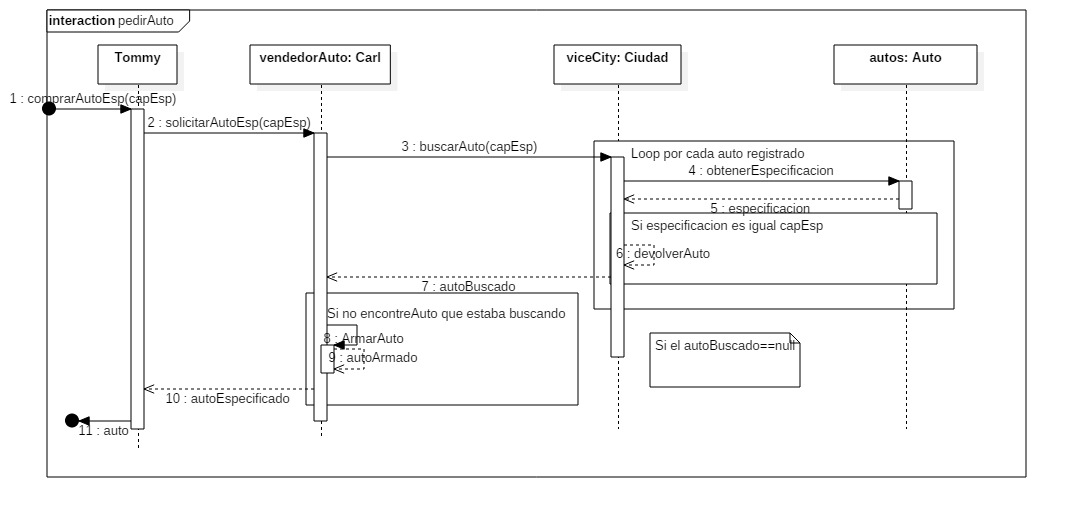 interaction pedirAuto
Tommy
vendedorAuto: Carl
viceCity: Ciudad
autos: Auto
1 : comprarAutoEsp(capEsp)
2 : solicitarAutoEsp(capEsp)
3 : buscarAuto(capEsp)
Loop por cada auto registrado
4 : obtenerEspecificacion
5 : especificacion
Si especificacion es igual capEsp
6 : devolverAuto
7 : autoBuscado
Si no encontreAuto que estaba buscando
8 : ArmarAuto
Si el autoBuscado==null
9 : autoArmado
10 : autoEspecificado
11 : auto